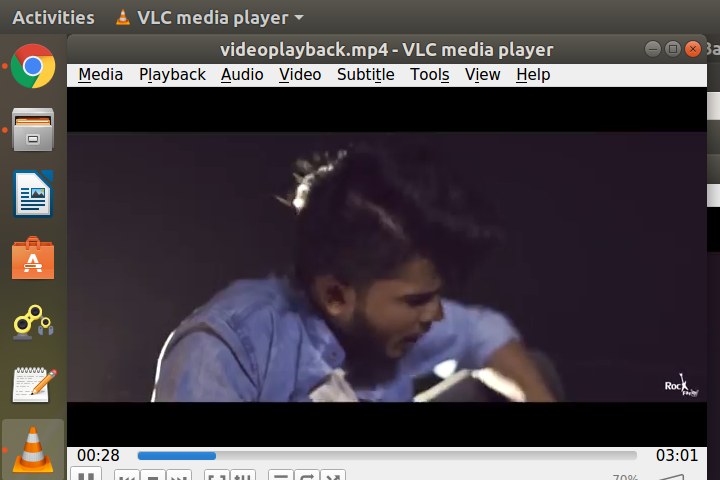 Activities VLC media player
videoplayback.mp4 - VLC media player
Media Playback Audio Video Subtitle Tools View Help
Rock
00:28 03:01
70%